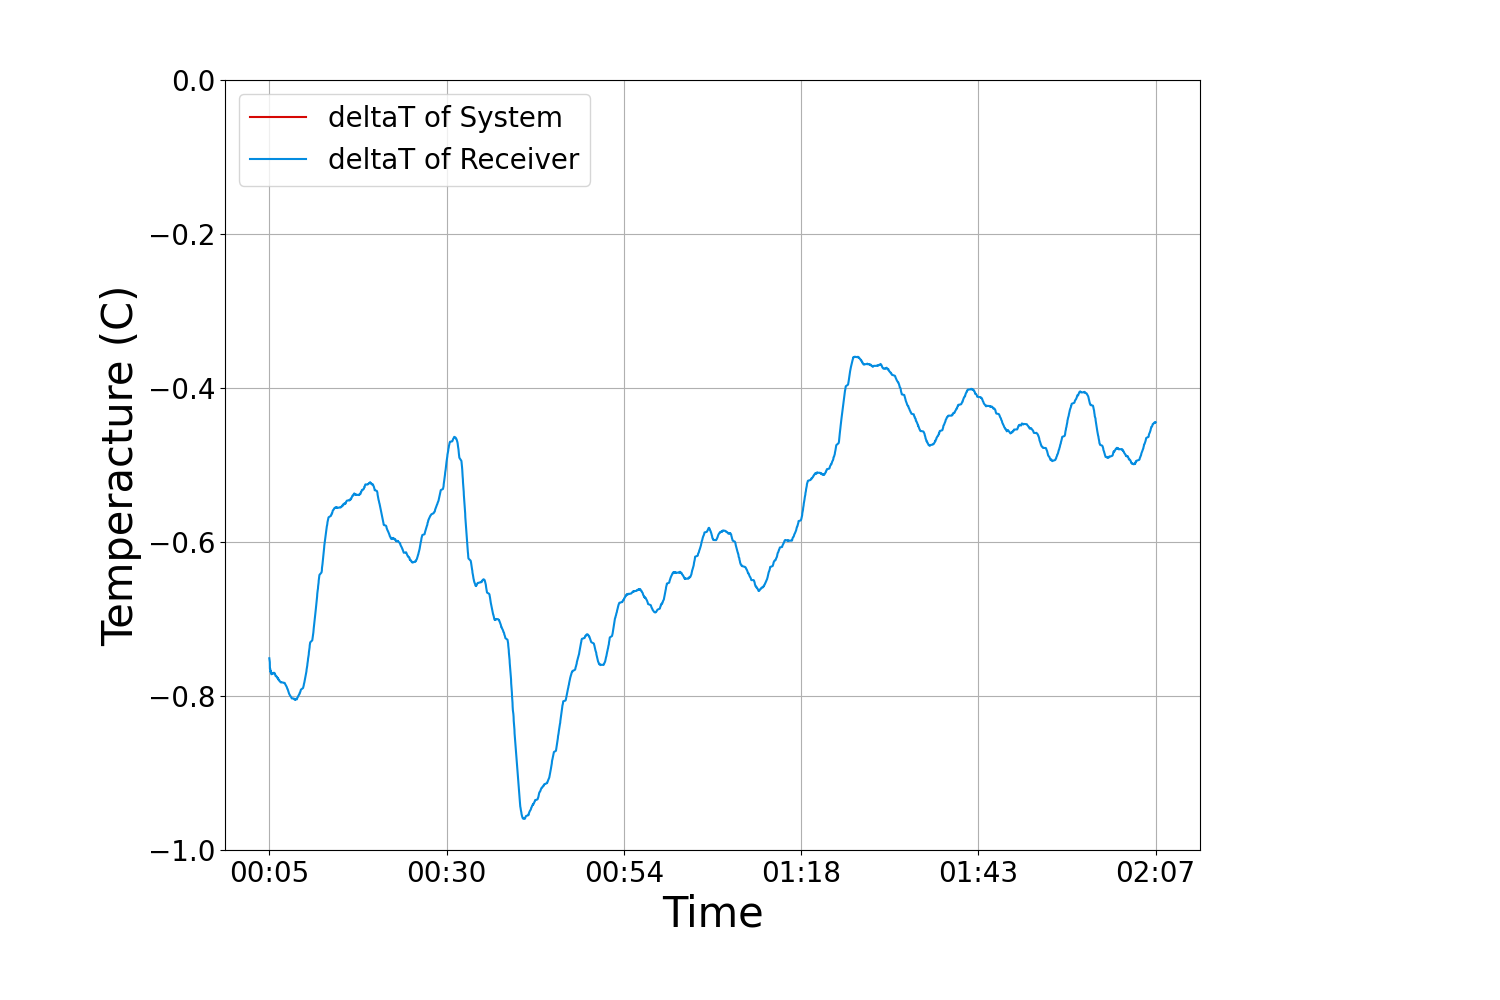 deltaT of System
deltaT of Receiver
0.0
−0.2
−0.4
−0.6
−0.8
−1.0
Temperacture (C)
00:05 00:30 00:54 01:18 01:43 02:07
Time